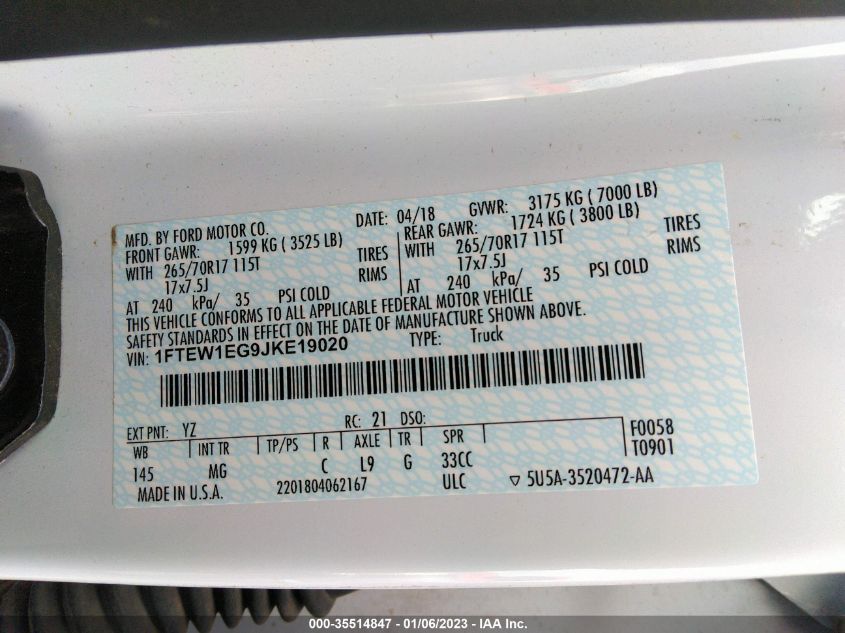 MFD. BY FORD MOTOR CO. DATE: 04/18 GVWR: 3175 KG ( 7000 LB)
FRONT GAWR: 1599 KG ( 3525 LB) REAR GAWR: 1724 KG ( 3800 LB)
WITH 265/70R17 115T TIRES WITH 265/70R17 115T TIRES
17x7.5J RIMS 17x7.5J RIMS
AT 240 kPa/ 35 PSI COLD AT 240 kPa/ 35 PSI COLD
THIS VEHICLE CONFORMS TO ALL APPLICABLE FEDERAL MOTOR VEHICLE
SAFETY STANDARDS IN EFFECT ON THE DATE OF MANUFACTURE SHOWN ABOVE.
VIN: 1FTEW1EG9JKE19020 TYPE: Truck
EXT PNT: YZ RC: 21 DSO: F0058
WB INT TR TP/PS R AXLE TR SPR T0901
145 MG C L9 G 33CC
MADE IN U.S.A. 2201804062167 ULC ▽ 5U5A-3520472-AA
000-35514847 - 01/06/2023 - IAA Inc.